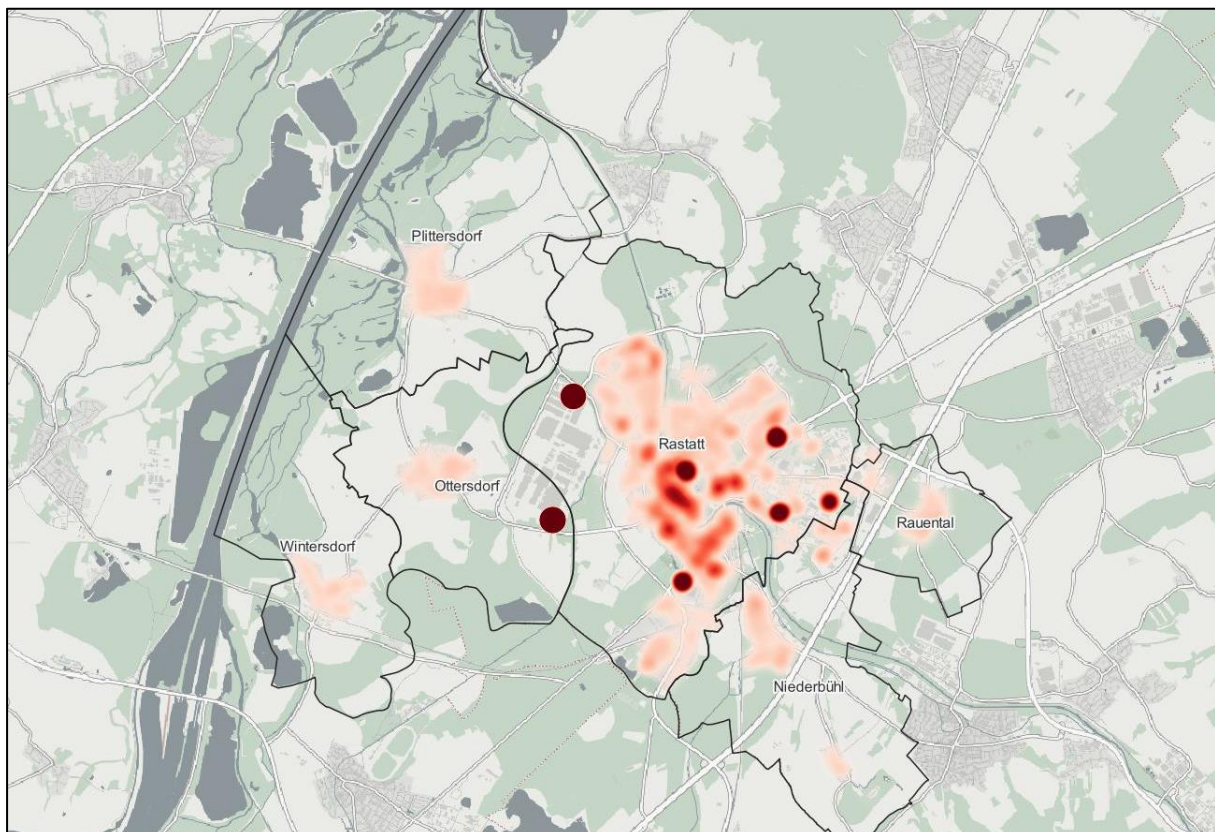 Plittersdorf
Rastatt
Ottersdorf
Rauental
Wintersdorf
Niederbühl